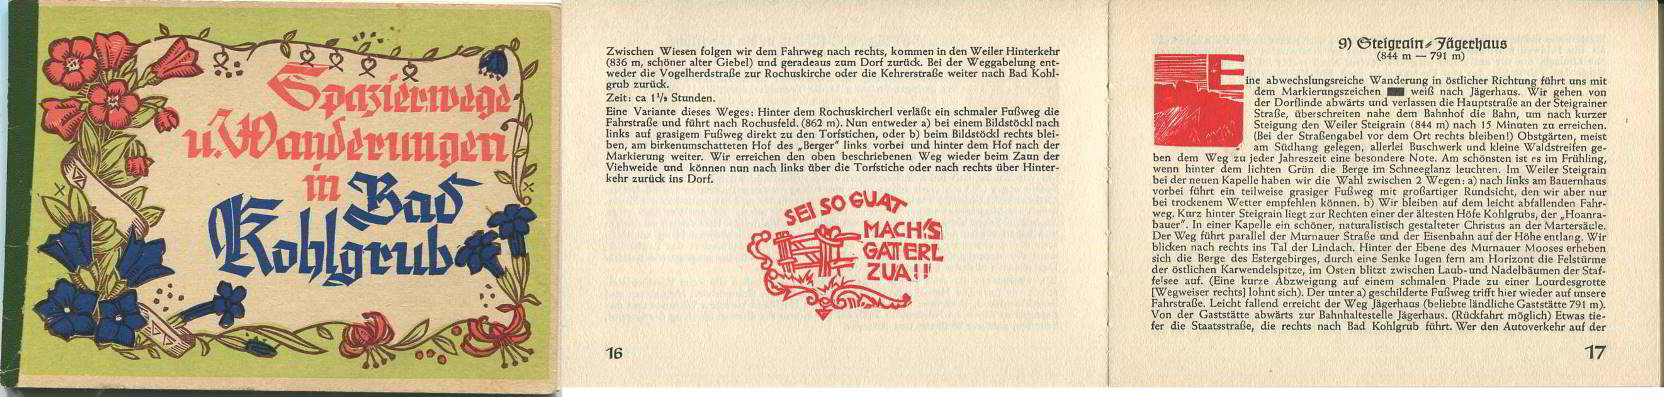 Spazierwege
u. Wanderungen
in Bad
Kohlgrub
Zwischen Wiesen folgen wir dem Fahrweg nach rechts, kommen in den Weiler Hinterkehr
(836 m, schöner alter Giebel) und geradeaus zum Dorf zurück. Bei der Weggabelung ent-
weder die Vogelherdstraße zur Rochuskirche oder die Kehrerstraße weiter nach Bad Kohl-
grub zurück.
Zeit: ca 1½ Stunden.
Eine Variante dieses Weges: Hinter dem Rochuskircherl verläßt ein schmaler Fußweg die
Fahrstraße und führt nach Rochusfeld. (862 m). Nun entweder a) bei einem Bildstöckl nach
links auf grasigem Fußweg direkt zu den Torfstichen, oder b) beim Bildstöckl rechts blei-
ben, am birkenumschatteten Hof des „Berger" links vorbei und hinter dem Hof nach der
Markierung weiter. Wir erreichen den oben beschriebenen Weg wieder beim Zaun der
Viehweide und können nun nach links über die Torfstiche oder nach rechts über Hinter-
kehr zurück ins Dorf.
SEI SO GUAT
MACH'S
GATTERL
ZUA!!
16
9) Steigrain-Jägerhaus
(844 m — 791 m)
Eine abwechslungsreiche Wanderung in östlicher Richtung führt uns mit
dem Markierungszeichen weiß nach Jägerhaus. Wir gehen von
der Dorflinde abwärts und verlassen die Hauptstraße an der Steigrainer
Straße, überschreiten nahe dem Bahnhof die Bahn, um nach kurzer
Steigung den Weiler Steigrain (844 m) nach 15 Minuten zu erreichen.
(Bei der Straßengabel vor dem Ort rechts bleiben!) Obstgärten, meist
am Südhang gelegen, allerlei Buschwerk und kleine Waldstreifen ge-
ben dem Weg zu jeder Jahreszeit eine besondere Note. Am schönsten ist es im Frühling,
wenn hinter dem lichten Grün die Berge im Schneeglanz leuchten. Im Weiler Steigrain
bei der neuen Kapelle haben wir die Wahl zwischen 2 Wegen: a) nach links am Bauernhaus
vorbei führt ein teilweise grasiger Fußweg mit großartiger Rundsicht, den wir aber nur
bei trockenem Wetter empfehlen können. b) Wir bleiben auf dem leicht abfallenden Fahr-
weg. Kurz hinter Steigrain liegt zur Rechten einer der ältesten Höfe Kohlgrubs, der „Hoanra-
bauer". In einer Kapelle ein schöner, naturalistisch gestalteter Christus an der Martersäule.
Der Weg führt parallel der Murnauer Straße und der Eisenbahn auf der Höhe entlang. Wir
blicken nach rechts ins Tal der Lindach. Hinter der Ebene des Murnauer Mooses erheben
sich die Berge des Estergebirges, durch eine Senke lugen fern am Horizont die Felstürme
der östlichen Karwendelspitze, im Osten blitzt zwischen Laub- und Nadelbäumen der Staf-
felsee auf. (Eine kurze Abzweigung auf einem schmalen Pfade zu einer Lourdesgrotte
[Wegweiser rechts] lohnt sich). Der unter a) geschilderte Fußweg trifft hier wieder auf unsere
Fahrstraße. Leicht fallend erreicht der Weg Jägerhaus (beliebte ländliche Gaststätte 791 m).
Von der Gaststätte abwärts zur Bahnhaltestelle Jägerhaus. (Rückfahrt möglich) Etwas tie-
fer die Staatsstraße, die rechts nach Bad Kohlgrub führt. Wer den Autoverkehr auf der
17